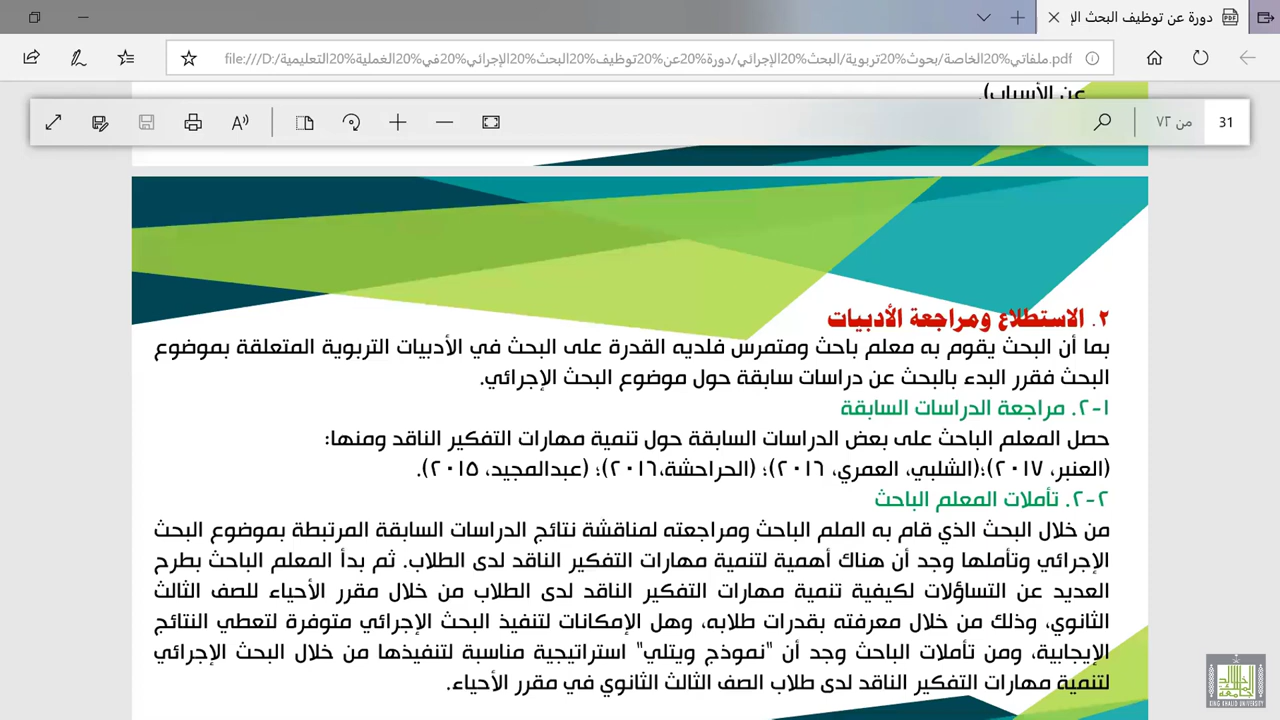 دورة عن توظيف البحث الإ
file:///D:/ملفاتي%20الخاصة/بحوث%20تربوية/البحث%20الإجرائي/دورة%20عن%20توظيف%20البحث%20الإجرائي%20في%20الغملية%20التعليمية.pdf
عن الأسباب).
31
من ٧٢
٢. الاستطلاع ومراجعة الأدبيات
بما أن البحث يقوم به معلم باحث ومتمرس فلديه القدرة على البحث في الأدبيات التربوية المتعلقة بموضوع
البحث فقرر البدء بالبحث عن دراسات سابقة حول موضوع البحث الإجرائي.
٢-١. مراجعة الدراسات السابقة
حصل المعلم الباحث على بعض الدراسات السابقة حول تنمية مهارات التفكير الناقد ومنها:
(العنبر، ٢٠١٧)؛(الشلبي، العمري، ٢٠١٦)؛ (الحراحشة،٢٠١٦)؛ (عبدالمجيد، ٢٠١٥).
٢-٢. تأملات المعلم الباحث
من خلال البحث الذي قام به الملم الباحث ومراجعته لمناقشة نتائج الدراسات السابقة المرتبطة بموضوع البحث
الإجرائي وتأملها وجد أن هناك أهمية لتنمية مهارات التفكير الناقد لدى الطلاب. ثم بدأ المعلم الباحث بطرح
العديد عن التساؤلات لكيفية تنمية مهارات التفكير الناقد لدى الطلاب من خلال مقرر الأحياء للصف الثالث
الثانوي، وذلك من خلال معرفته بقدرات طلابه، وهل الإمكانات لتنفيذ البحث الإجرائي متوفرة لتعطي النتائج
الإيجابية، ومن تأملات الباحث وجد أن "نموذج ويتلي" استراتيجية مناسبة لتنفيذها من خلال البحث الإجرائي
لتنمية مهارات التفكير الناقد لدى طلاب الصف الثالث الثانوي في مقرر الأحياء.
KING KHALID UNIVERSITY